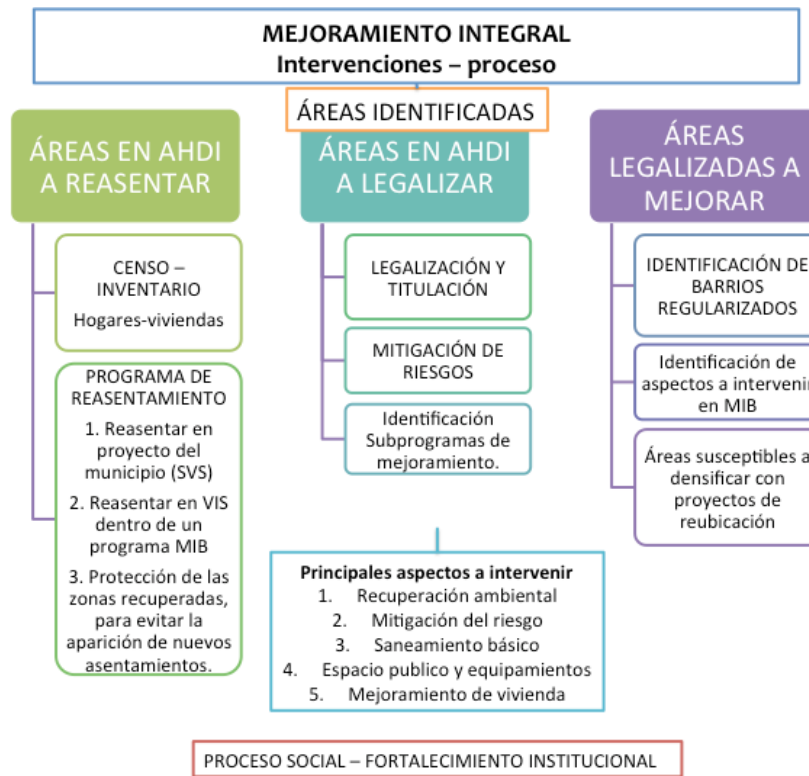 MEJORAMIENTO INTEGRAL
Intervenciones – proceso
ÁREAS IDENTIFICADAS
ÁREAS EN AHDI
A REASENTAR
CENSO –
INVENTARIO
Hogares-viviendas
PROGRAMA DE
REASENTAMIENTO
1. Reasentar en
proyecto del
municipio (SVS)
2. Reasentar en VIS
dentro de un
programa MIB
3. Protección de las
zonas recuperadas,
para evitar la
aparición de nuevos
asentamientos.
ÁREAS EN AHDI
A LEGALIZAR
LEGALIZACIÓN Y
TITULACIÓN
MITIGACIÓN DE
RIESGOS
Identificación
Subprogramas de
mejoramiento.
ÁREAS
LEGALIZADAS A
MEJORAR
IDENTIFICACIÓN DE
BARRIOS
REGULARIZADOS
Identificación de
aspectos a intervenir
en MIB
Áreas susceptibles a
densificar con
proyectos de
reubicación
Principales aspectos a intervenir
1. Recuperación ambiental
2. Mitigación del riesgo
3. Saneamiento básico
4. Espacio publico y equipamientos
5. Mejoramiento de vivienda
PROCESO SOCIAL – FORTALECIMIENTO INSTITUCIONAL